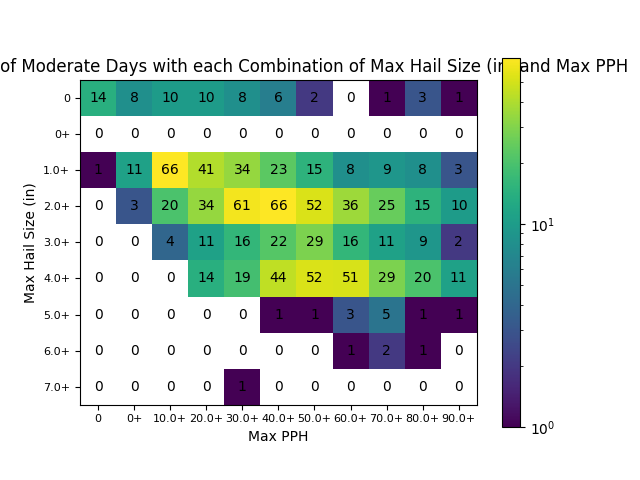 of Moderate Days with each Combination of Max Hail Size (in) and Max PPH
0 14 8 10 10 8 6 2 0 1 3 1
0+ 0 0 0 0 0 0 0 0 0 0 0
1.0+ 1 11 66 41 34 23 15 8 9 8 3
2.0+ 0 3 20 34 61 66 52 36 25 15 10
3.0+ 0 0 4 11 16 22 29 16 11 9 2
4.0+ 0 0 0 14 19 44 52 51 29 20 11
5.0+ 0 0 0 0 0 1 1 3 5 1 1
6.0+ 0 0 0 0 0 0 0 1 2 1 0
7.0+ 0 0 0 0 1 0 0 0 0 0 0
0 0+ 10.0+ 20.0+ 30.0+ 40.0+ 50.0+ 60.0+ 70.0+ 80.0+ 90.0+
Max PPH
Max Hail Size (in)
10¹
10⁰